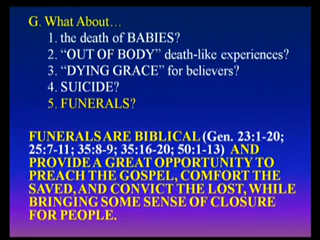 G. What About…
1. the death of BABIES?
2. “OUT OF BODY” death-like experiences?
3. “DYING GRACE” for believers?
4. SUICIDE?
5. FUNERALS?
FUNERALS ARE BIBLICAL (Gen. 23:1-20;
25:7-11; 35:8-9; 35:16-20; 50:1-13) AND
PROVIDE A GREAT OPPORTUNITY TO
PREACH THE GOSPEL, COMFORT THE
SAVED, AND CONVICT THE LOST, WHILE
BRINGING SOME SENSE OF CLOSURE
FOR PEOPLE.